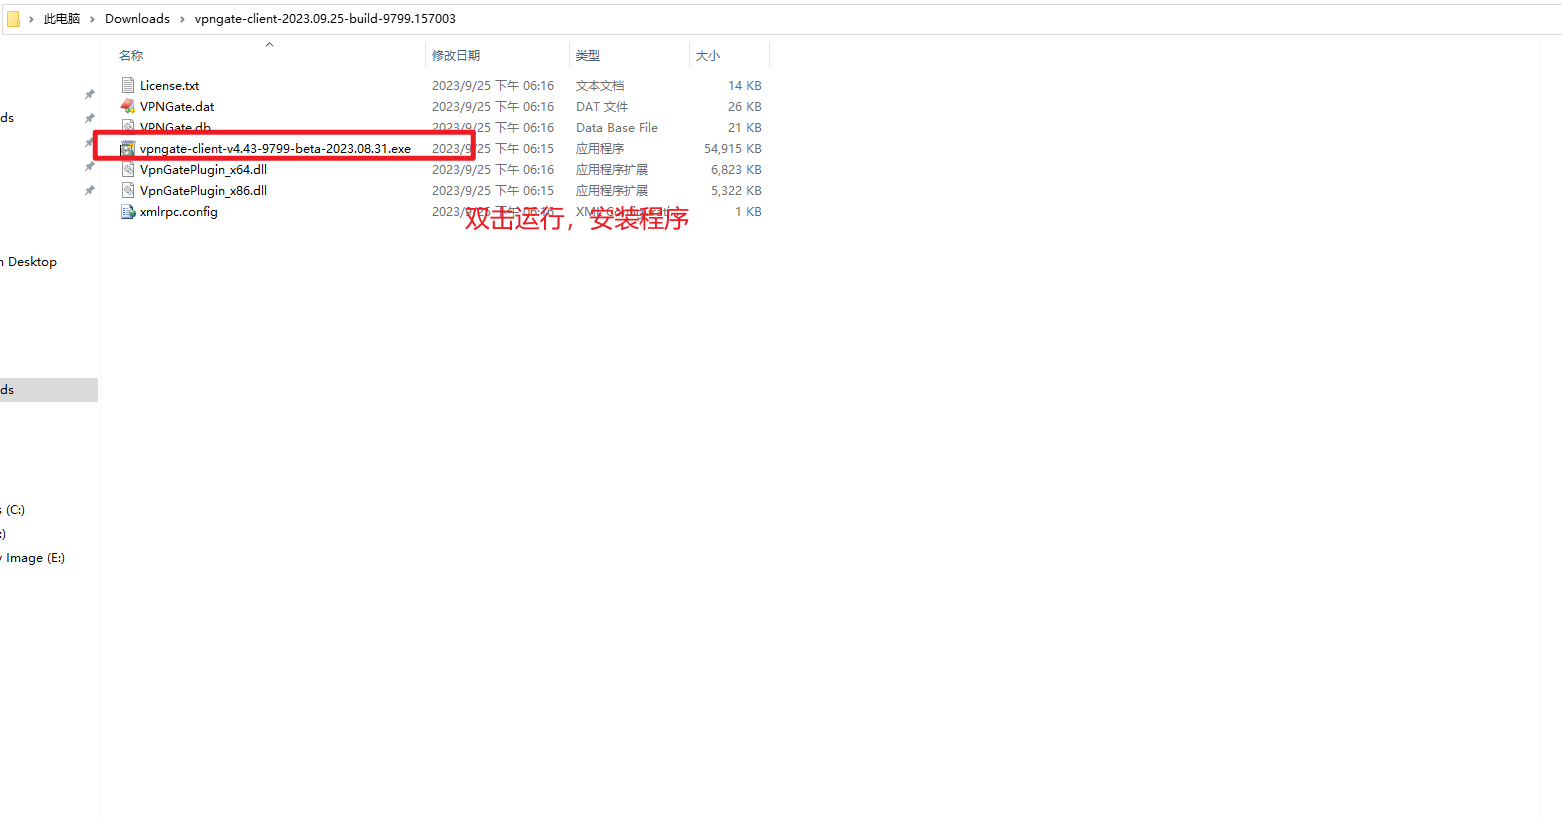 此电脑 Downloads vpngate-client-2023.09.25-build-9799.157003
名称 修改日期 类型 大小
License.txt 2023/9/25 下午 06:16 文本文档 14 KB
VPNGate.dat 2023/9/25 下午 06:16 DAT 文件 26 KB
ds
VPNGate.db 2023/9/25 下午 06:16 Data Base File 21 KB
vpngate-client-v4.43-9799-beta-2023.08.31.exe 2023/9/25 下午 06:15 应用程序 54,915 KB
VpnGatePlugin_x64.dll 2023/9/25 下午 06:16 应用程序扩展 6,823 KB
VpnGatePlugin_x86.dll 2023/9/25 下午 06:15 应用程序扩展 5,322 KB
xmlrpc.config 2023/9/25 下午 06:16 1 KB
双击运行，安装程序
n Desktop
ds
s (C:)
:)
y Image (E:)